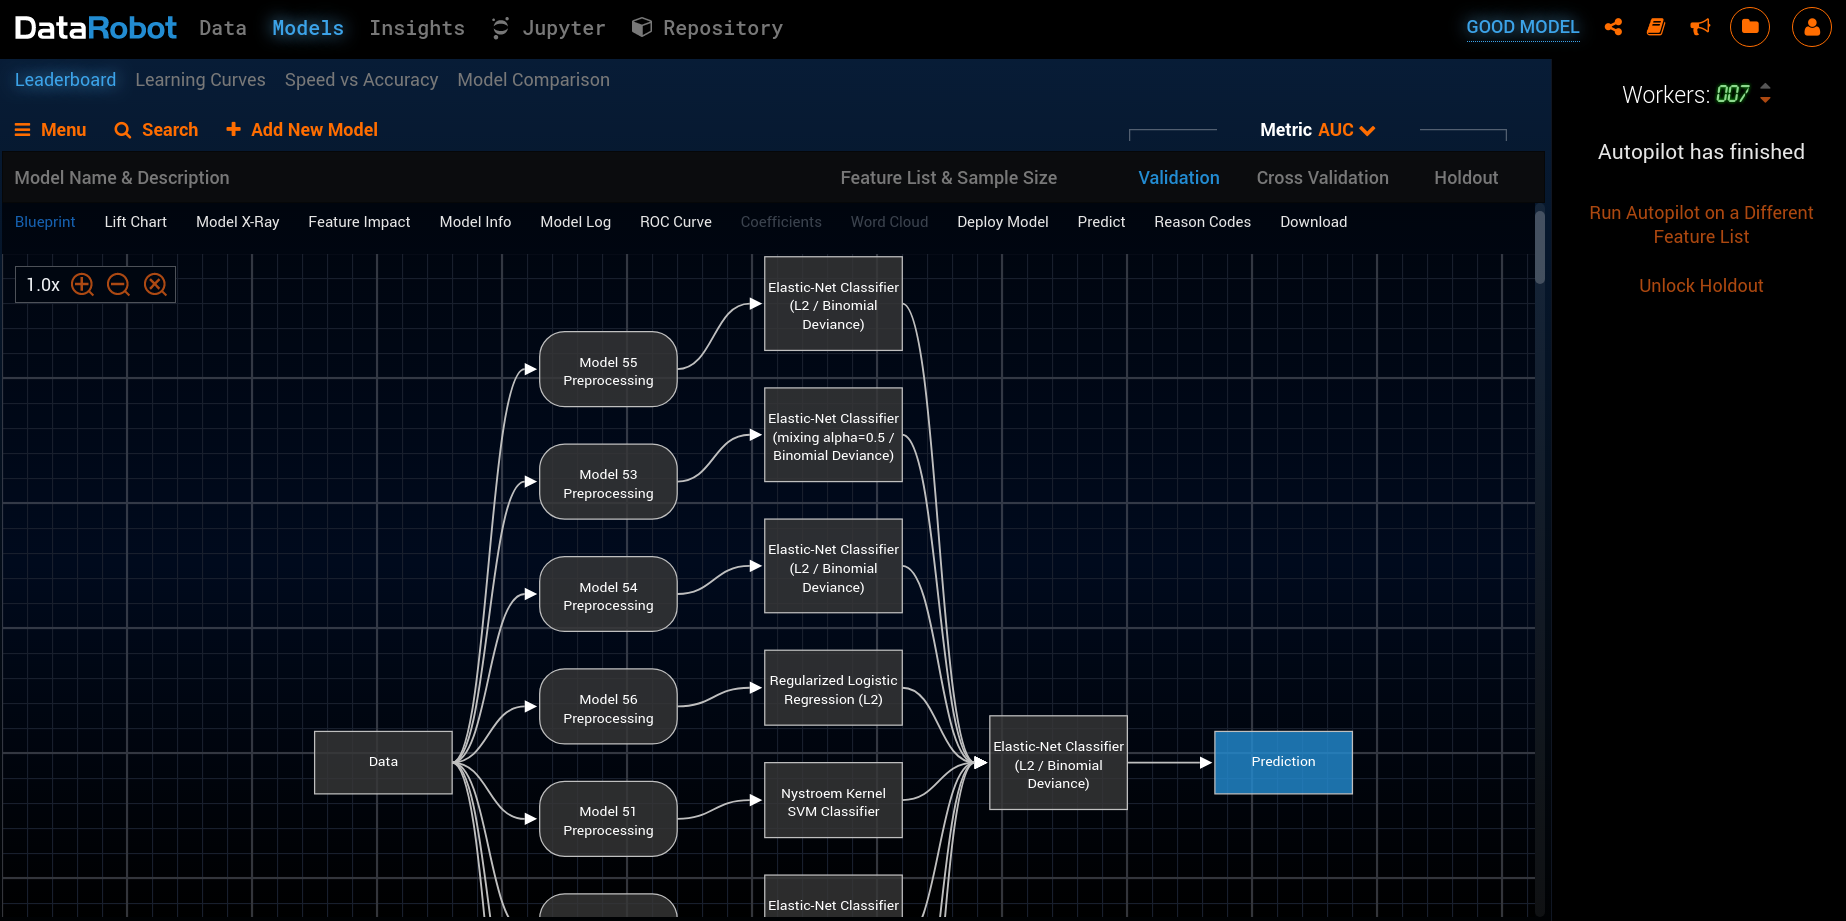 DataRobot Data Models Insights Jupyter Repository GOOD MODEL
Leaderboard Learning Curves Speed vs Accuracy Model Comparison
Workers: 007
Menu Search Add New Model Metric AUC
Autopilot has finished
Model Name & Description Feature List & Sample Size Validation Cross Validation Holdout
Run Autopilot on a Different
Feature List
Unlock Holdout
Blueprint Lift Chart Model X-Ray Feature Impact Model Info Model Log ROC Curve Coefficients Word Cloud Deploy Model Predict Reason Codes Download
1.0x
Elastic-Net Classifier
(L2 / Binomial
Deviance)
Model 55
Preprocessing
Elastic-Net Classifier
(mixing alpha=0.5 /
Binomial Deviance)
Model 53
Preprocessing
Elastic-Net Classifier
(L2 / Binomial
Deviance)
Model 54
Preprocessing
Regularized Logistic
Regression (L2)
Model 56
Preprocessing
Data
Elastic-Net Classifier
(L2 / Binomial
Deviance)
Prediction
Nystroem Kernel
SVM Classifier
Model 51
Preprocessing
Elastic-Net Classifier